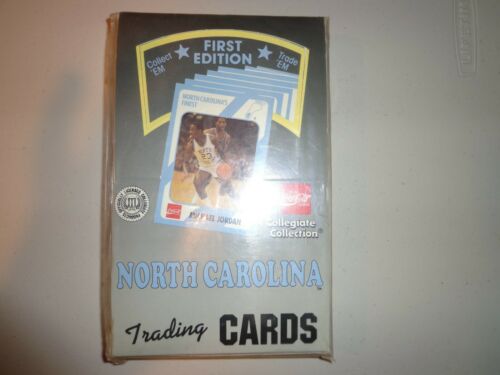 Collect 'EM
FIRST EDITION
Trade 'EM
NORTH CAROLINA'S
FINEST
MICHAEL JORDAN
Collegiate
Collection
NORTH CAROLINA
Trading CARDS